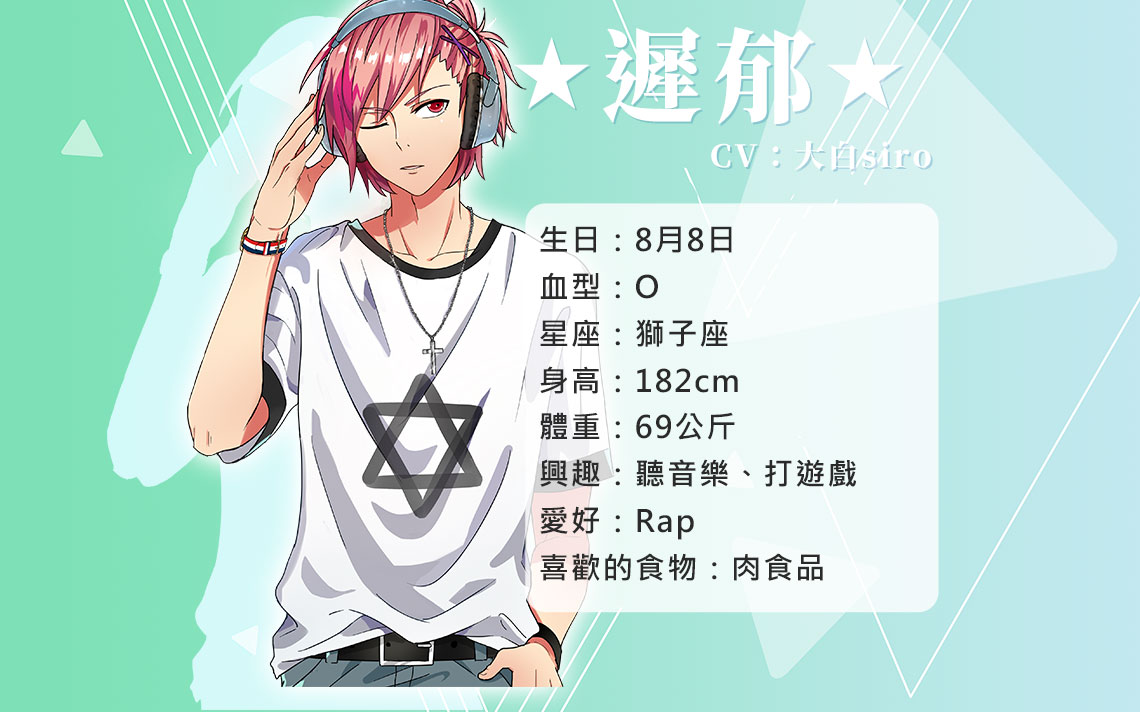 ★遲郁★
CV：大白siro
生日：8月8日
血型：O
星座：獅子座
身高：182cm
體重：69公斤
興趣：聽音樂、打遊戲
愛好：Rap
喜歡的食物：肉食品